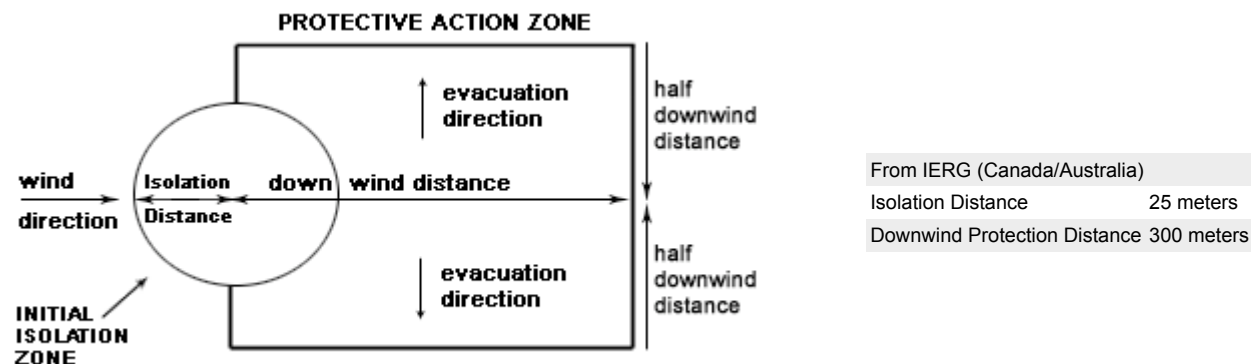 PROTECTIVE ACTION ZONE
evacuation
direction
half
downwind
distance
wind
direction
Isolation
Distance
down wind distance
evacuation
direction
half
downwind
distance
INITIAL
ISOLATION
ZONE
From IERG (Canada/Australia)
Isolation Distance 25 meters
Downwind Protection Distance 300 meters